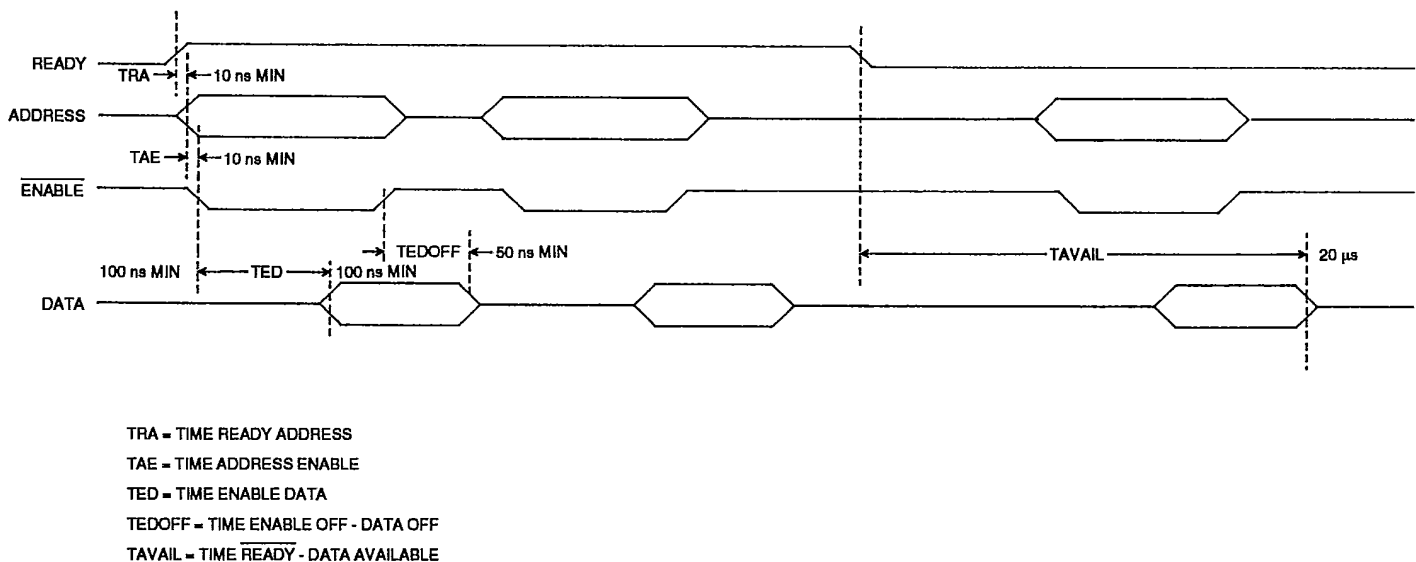 READY
TRA 10 ns MIN
ADDRESS
TAE 10 ns MIN
ENABLE
TEDOFF 50 ns MIN
TAVAIL 20 µs
100 ns MIN TED 100 ns MIN
DATA
TRA = TIME READY ADDRESS
TAE = TIME ADDRESS ENABLE
TED = TIME ENABLE DATA
TEDOFF = TIME ENABLE OFF - DATA OFF
TAVAIL = TIME READY - DATA AVAILABLE